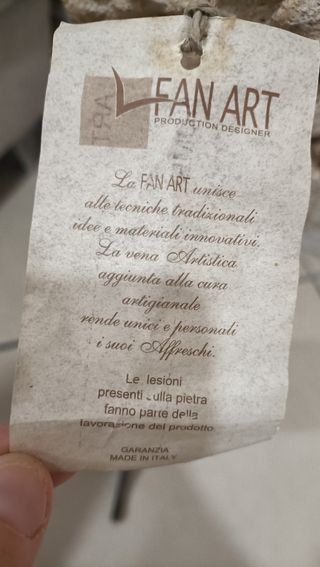 FAN ART
PRODUCTION DESIGNER
La FAN ART unisce
alle tecniche tradizionali
idee e materiali innovativi.
La vena Artistica
aggiunta alla cura
artigianale
rende unici e personali
i suoi Affreschi.
Le lesioni
presenti sulla pietra
fanno parte della
lavorazione del prodotto
GARANZIA
MADE IN ITALY